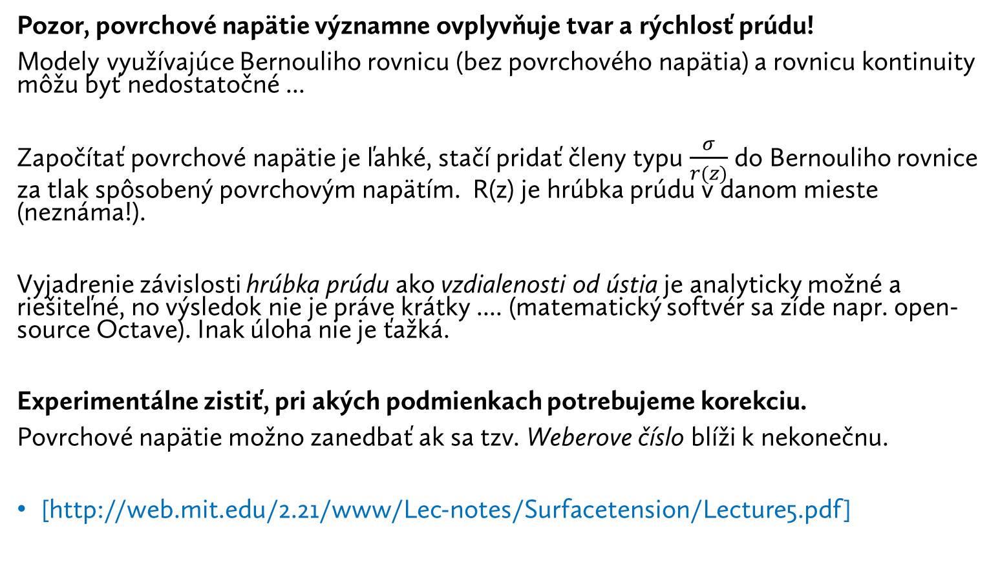 Pozor, povrchové napätie významne ovplyvňuje tvar a rýchlosť prúdu!
Modely využívajúce Bernouliho rovnicu (bez povrchového napätia) a rovnicu kontinuity
môžu byť nedostatočné ...
Započítať povrchové napätie je ľahké, stačí pridať členy typu σ/r(z) do Bernouliho rovnice
za tlak spôsobený povrchovým napätím. R(z) je hrúbka prúdu v danom mieste
(neznáma!).
Vyjadrenie závislosti hrúbka prúdu ako vzdialenosti od ústia je analyticky možné a
riešiteľné, no výsledok nie je práve krátky .... (matematický softvér sa zíde napr. open-
source Octave). Inak úloha nie je ťažká.
Experimentálne zistiť, pri akých podmienkach potrebujeme korekciu.
Povrchové napätie možno zanedbať ak sa tzv. Weberove číslo blíži k nekonečnu.
• [http://web.mit.edu/2.21/www/Lec-notes/Surfacetension/Lecture5.pdf]